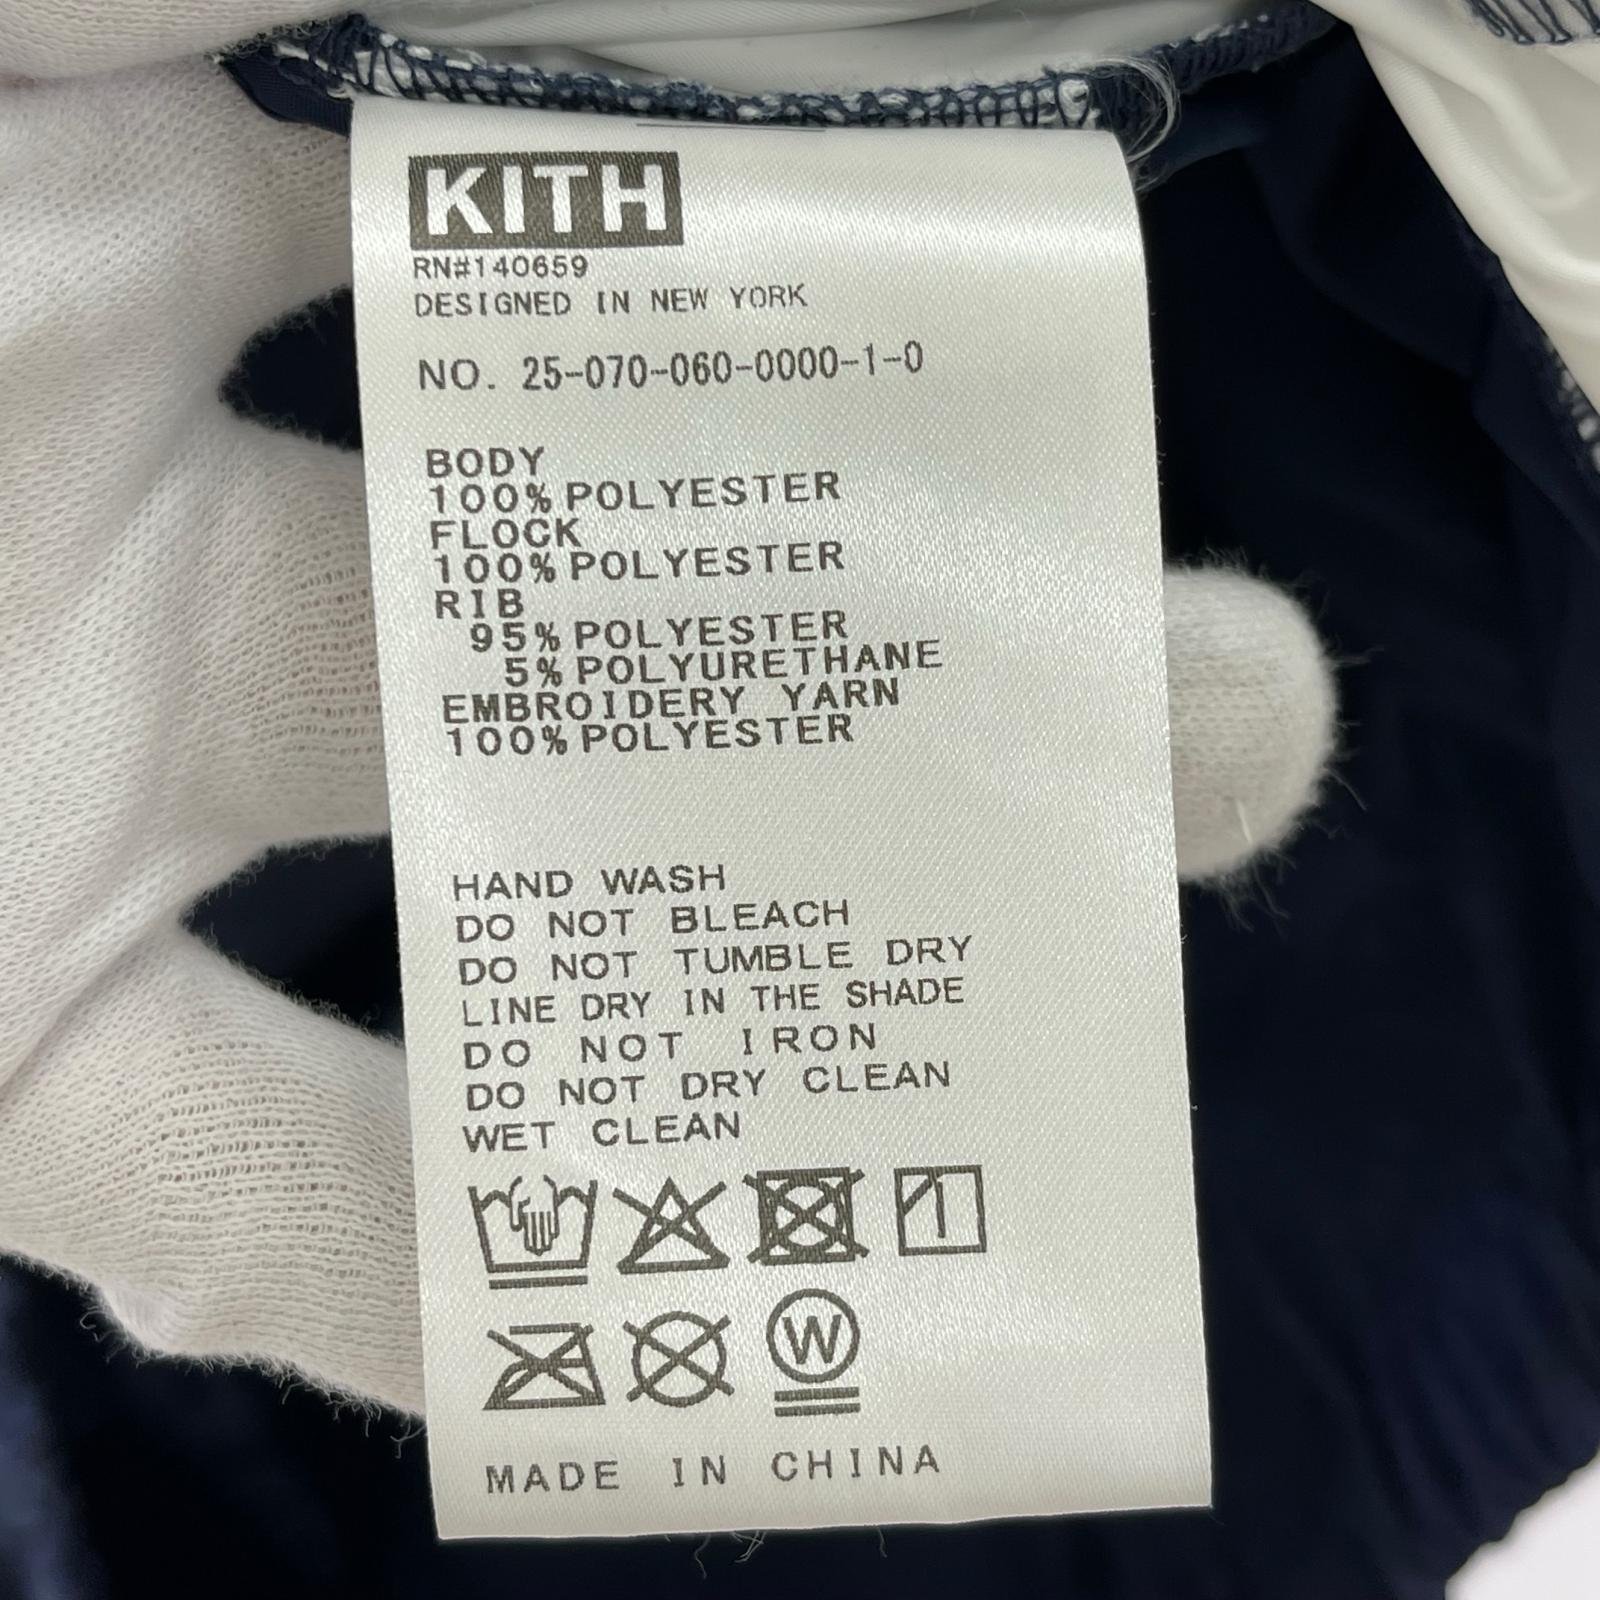 KITH
RN#140659
DESIGNED IN NEW YORK
NO. 25-070-060-0000-1-0
BODY
100% POLYESTER
FLOCK
100% POLYESTER
RIB
95% POLYESTER
5% POLYURETHANE
EMBROIDERY YARN
100% POLYESTER
HAND WASH
DO NOT BLEACH
DO NOT TUMBLE DRY
LINE DRY IN THE SHADE
DO NOT IRON
DO NOT DRY CLEAN
WET CLEAN
W
MADE IN CHINA